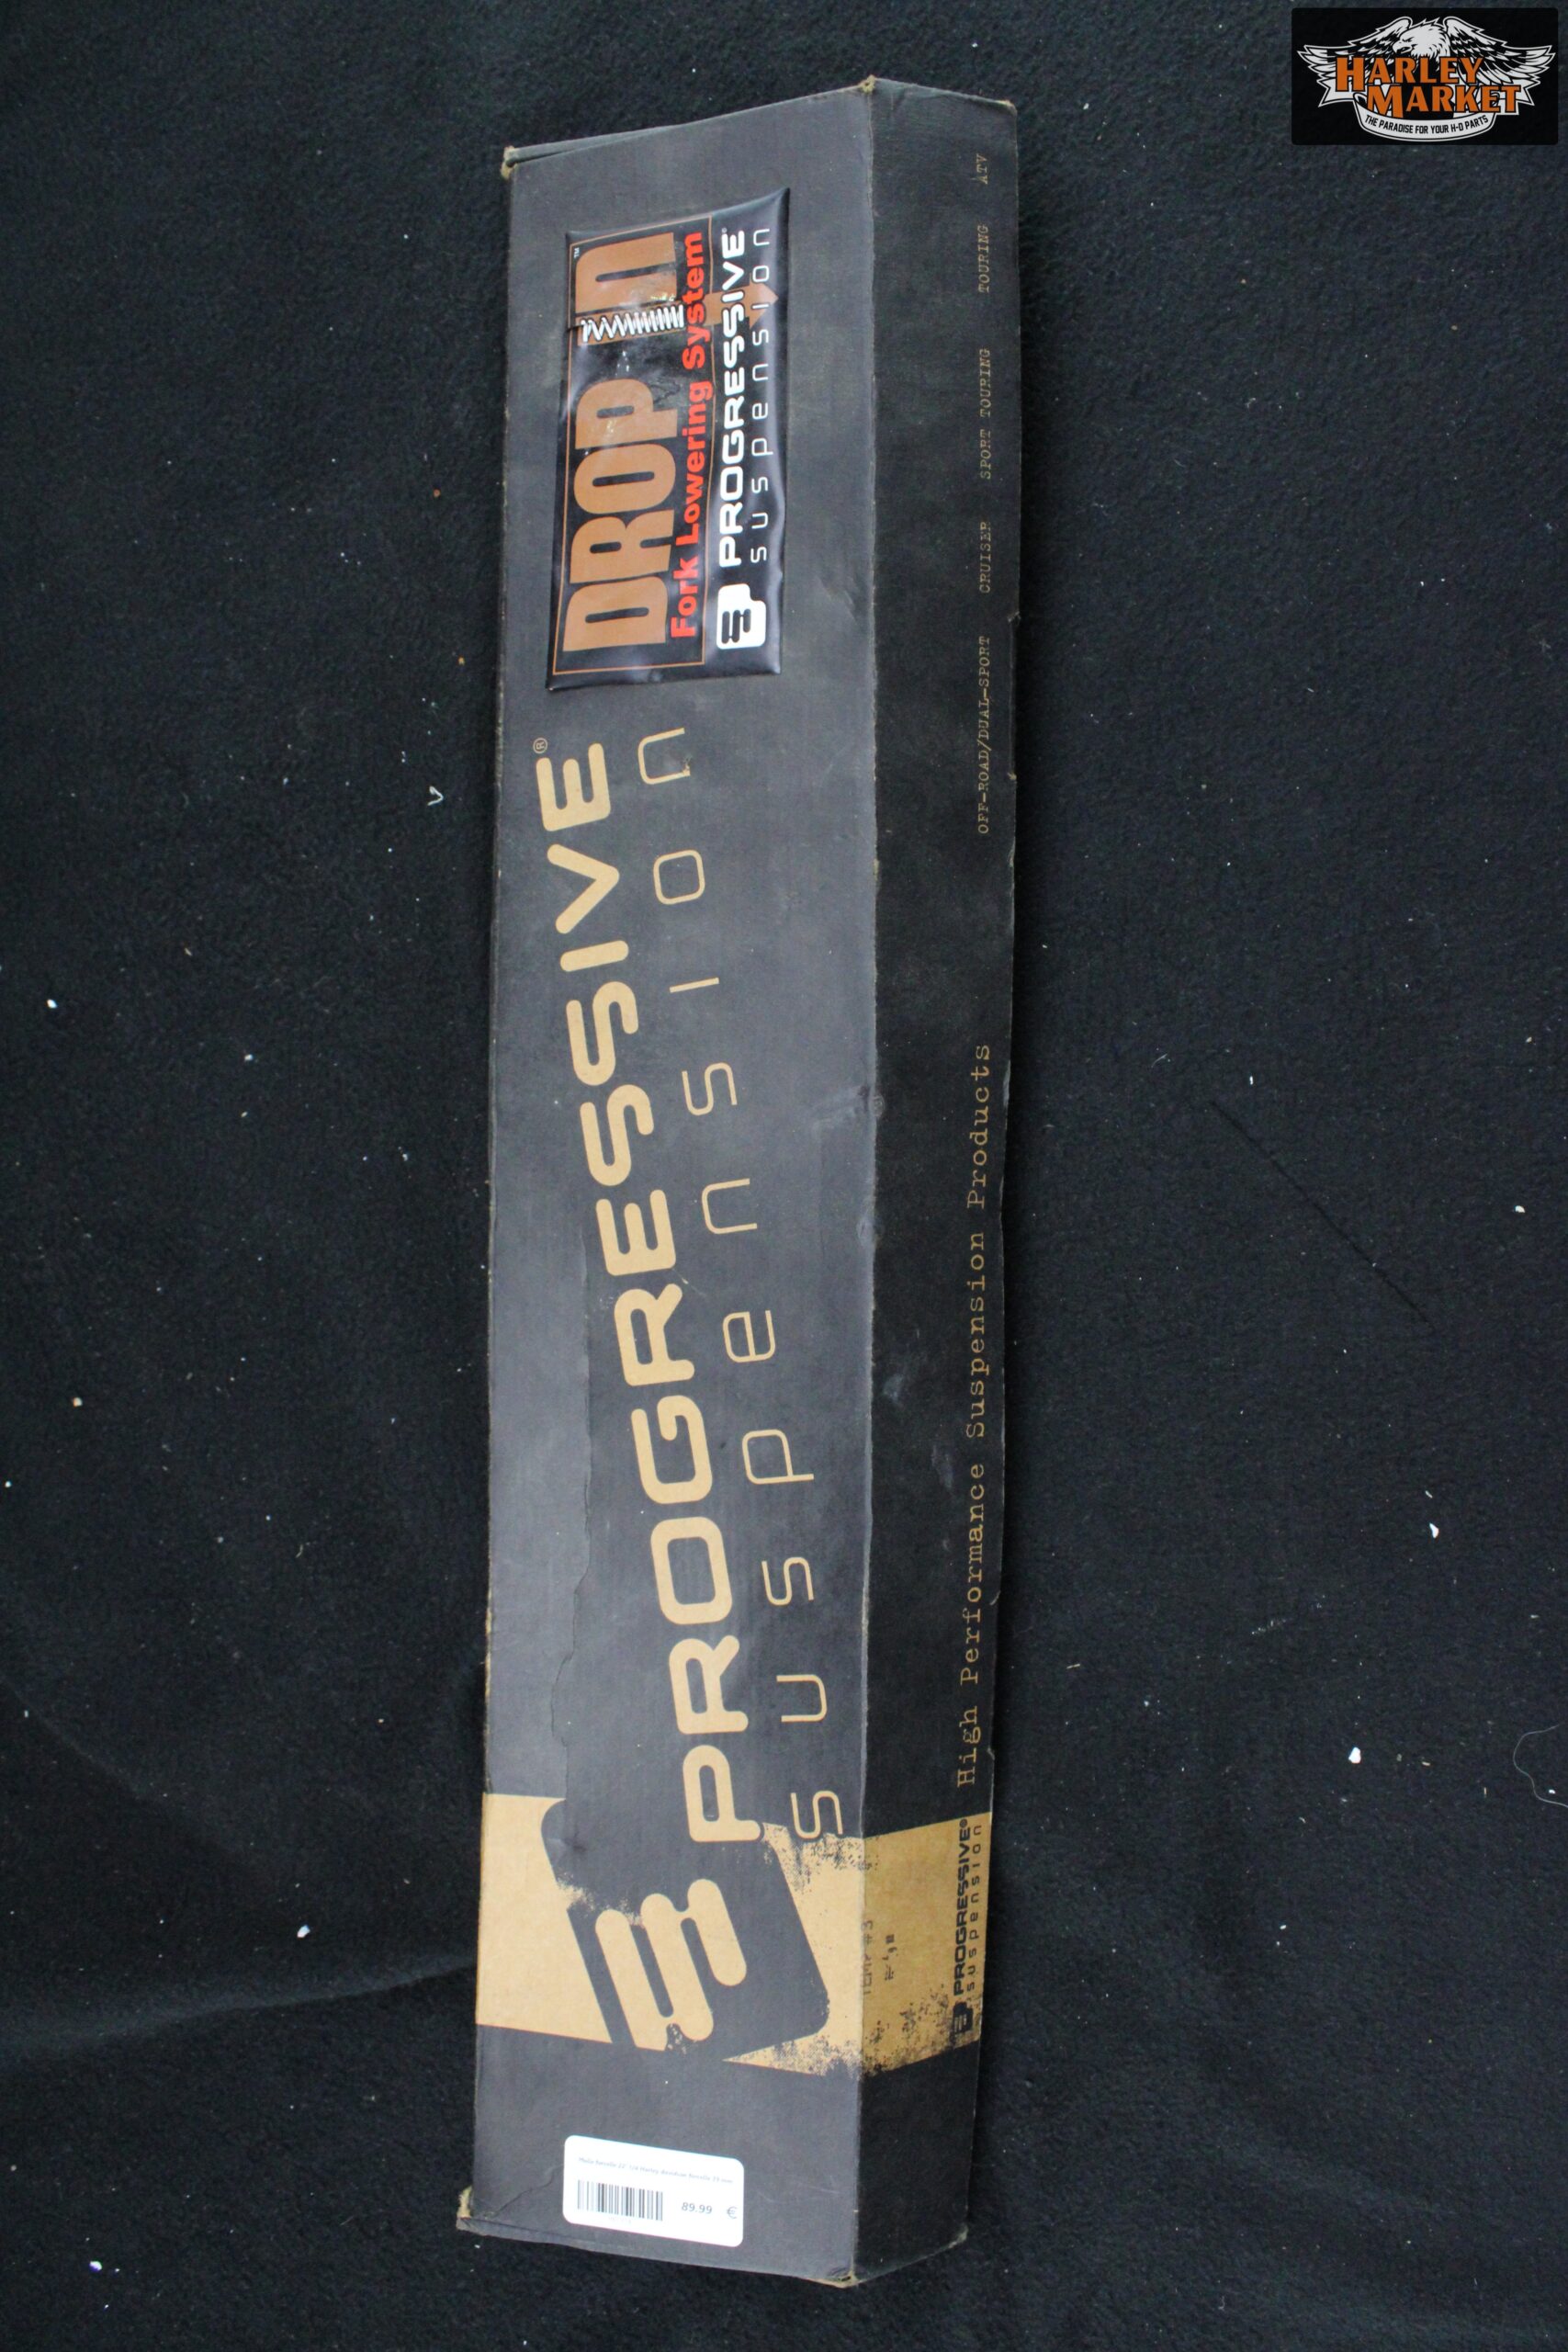 HARLEY
MARKET
THE PARADISE FOR YOUR H-D PARTS
DROP IN™
Fork Lowering System
PROGRESSIVE®
suspension
PROGRESSIVE®
suspension
OFF-ROAD/DUAL-SPORT CRUISER SPORT TOURING TOURING ATV
High Performance Suspension Products
PROGRESSIVE®
suspension
89.99 €